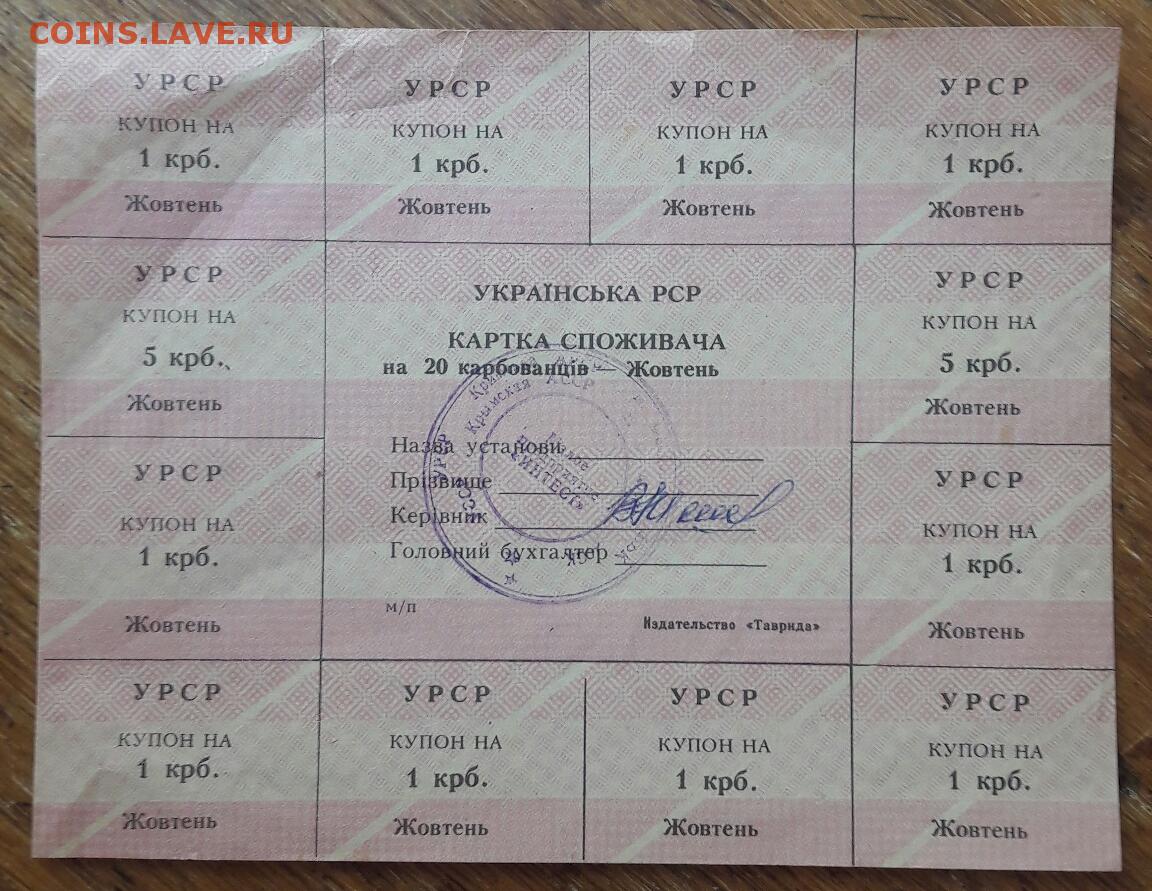 COINS.LAVE.RU
УРСР
КУПОН НА
1 крб.
Жовтень
УРСР
КУПОН НА
1 крб.
Жовтень
УРСР
КУПОН НА
1 крб.
Жовтень
УРСР
КУПОН НА
1 крб.
Жовтень
УРСР
КУПОН НА
5 крб.
Жовтень
УКРАЇНСЬКА РСР
КАРТКА СПОЖИВАЧА
на 20 карбованців — Жовтень
Назва установи
Прізвище
Керівник
Головний бухгалтер
м/п
Издательство «Таврида»
УРСР
Крымская АССР
УРСР
КУПОН НА
5 крб.
Жовтень
УРСР
КУПОН НА
1 крб.
Жовтень
УРСР
КУПОН НА
1 крб.
Жовтень
УРСР
КУПОН НА
1 крб.
Жовтень
УРСР
КУПОН НА
1 крб.
Жовтень
УРСР
КУПОН НА
1 крб.
Жовтень
УРСР
КУПОН НА
1 крб.
Жовтень